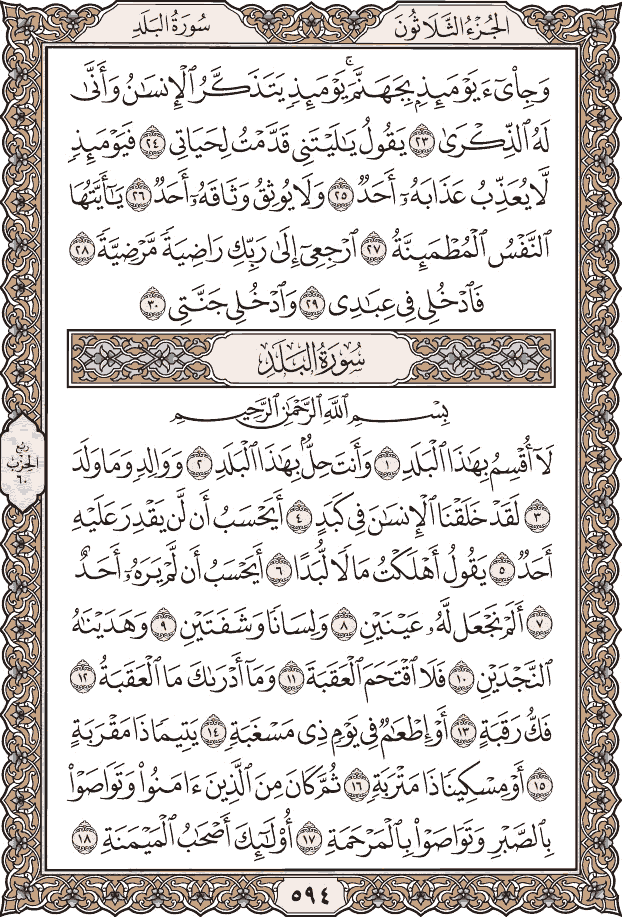 الجُزْءُ الثَّلَاثُونَ
سُورَةُ البَلَدِ
وَجِاْيٓءَ يَوْمَئِذِۭ بِجَهَنَّمَۚ يَوْمَئِذٖ يَتَذَكَّرُ ٱلْإِنسَٰنُ وَأَنَّىٰ
لَهُ ٱلذِّكْرَىٰ ٢٣ يَقُولُ يَٰلَيْتَنِي قَدَّمْتُ لِحَيَاتِي ٢٤ فَيَوْمَئِذٖ
لَّا يُعَذِّبُ عَذَابَهُۥٓ أَحَدٞ ٢٥ وَلَا يُوثِقُ وَثَاقَهُۥٓ أَحَدٞ ٢٦ يَٰٓأَيَّتُهَا
ٱلنَّفْسُ ٱلْمُطْمَئِنَّةُ ٢٧ ٱرْجِعِيٓ إِلَىٰ رَبِّكِ رَاضِيَةٗ مَّرْضِيَّةٗ ٢٨
فَٱدْخُلِي فِي عِبَٰدِي ٢٩ وَٱدْخُلِي جَنَّتِي ٣٠
سُورَةُ البَلَدِ
بِسْمِ ٱللَّهِ ٱلرَّحْمَٰنِ ٱلرَّحِيمِ
لَآ أُقْسِمُ بِهَٰذَا ٱلْبَلَدِ ١ وَأَنتَ حِلُّۢ بِهَٰذَا ٱلْبَلَدِ ٢ وَوَالِدٖ وَمَا وَلَدَ
٣ لَقَدْ خَلَقْنَا ٱلْإِنسَٰنَ فِي كَبَدٍ ٤ أَيَحْسَبُ أَن لَّن يَقْدِرَ عَلَيْهِ
أَحَدٞ ٥ يَقُولُ أَهْلَكْتُ مَالٗا لُّبَدًا ٦ أَيَحْسَبُ أَن لَّمْ يَرَهُۥٓ أَحَدٌ
٧ أَلَمْ نَجْعَل لَّهُۥ عَيْنَيْنِ ٨ وَلِسَانٗا وَشَفَتَيْنِ ٩ وَهَدَيْنَٰهُ
ٱلنَّجْدَيْنِ ١٠ فَلَا ٱقْتَحَمَ ٱلْعَقَبَةَ ١١ وَمَآ أَدْرَىٰكَ مَا ٱلْعَقَبَةُ ١٢
فَكُّ رَقَبَةٍ ١٣ أَوْ إِطْعَٰمٞ فِي يَوْمٖ ذِي مَسْغَبَةٖ ١٤ يَتِيمٗا ذَا مَقْرَبَةٍ
١٥ أَوْ مِسْكِينٗا ذَا مَتْرَبَةٖ ١٦ ثُمَّ كَانَ مِنَ ٱلَّذِينَ ءَامَنُواْ وَتَوَاصَوْاْ
بِٱلصَّبْرِ وَتَوَاصَوْاْ بِٱلْمَرْحَمَةِ ١٧ أُوْلَٰٓئِكَ أَصْحَٰبُ ٱلْمَيْمَنَةِ ١٨
رُبع
الحِزْب
٦٠
٥٩٤